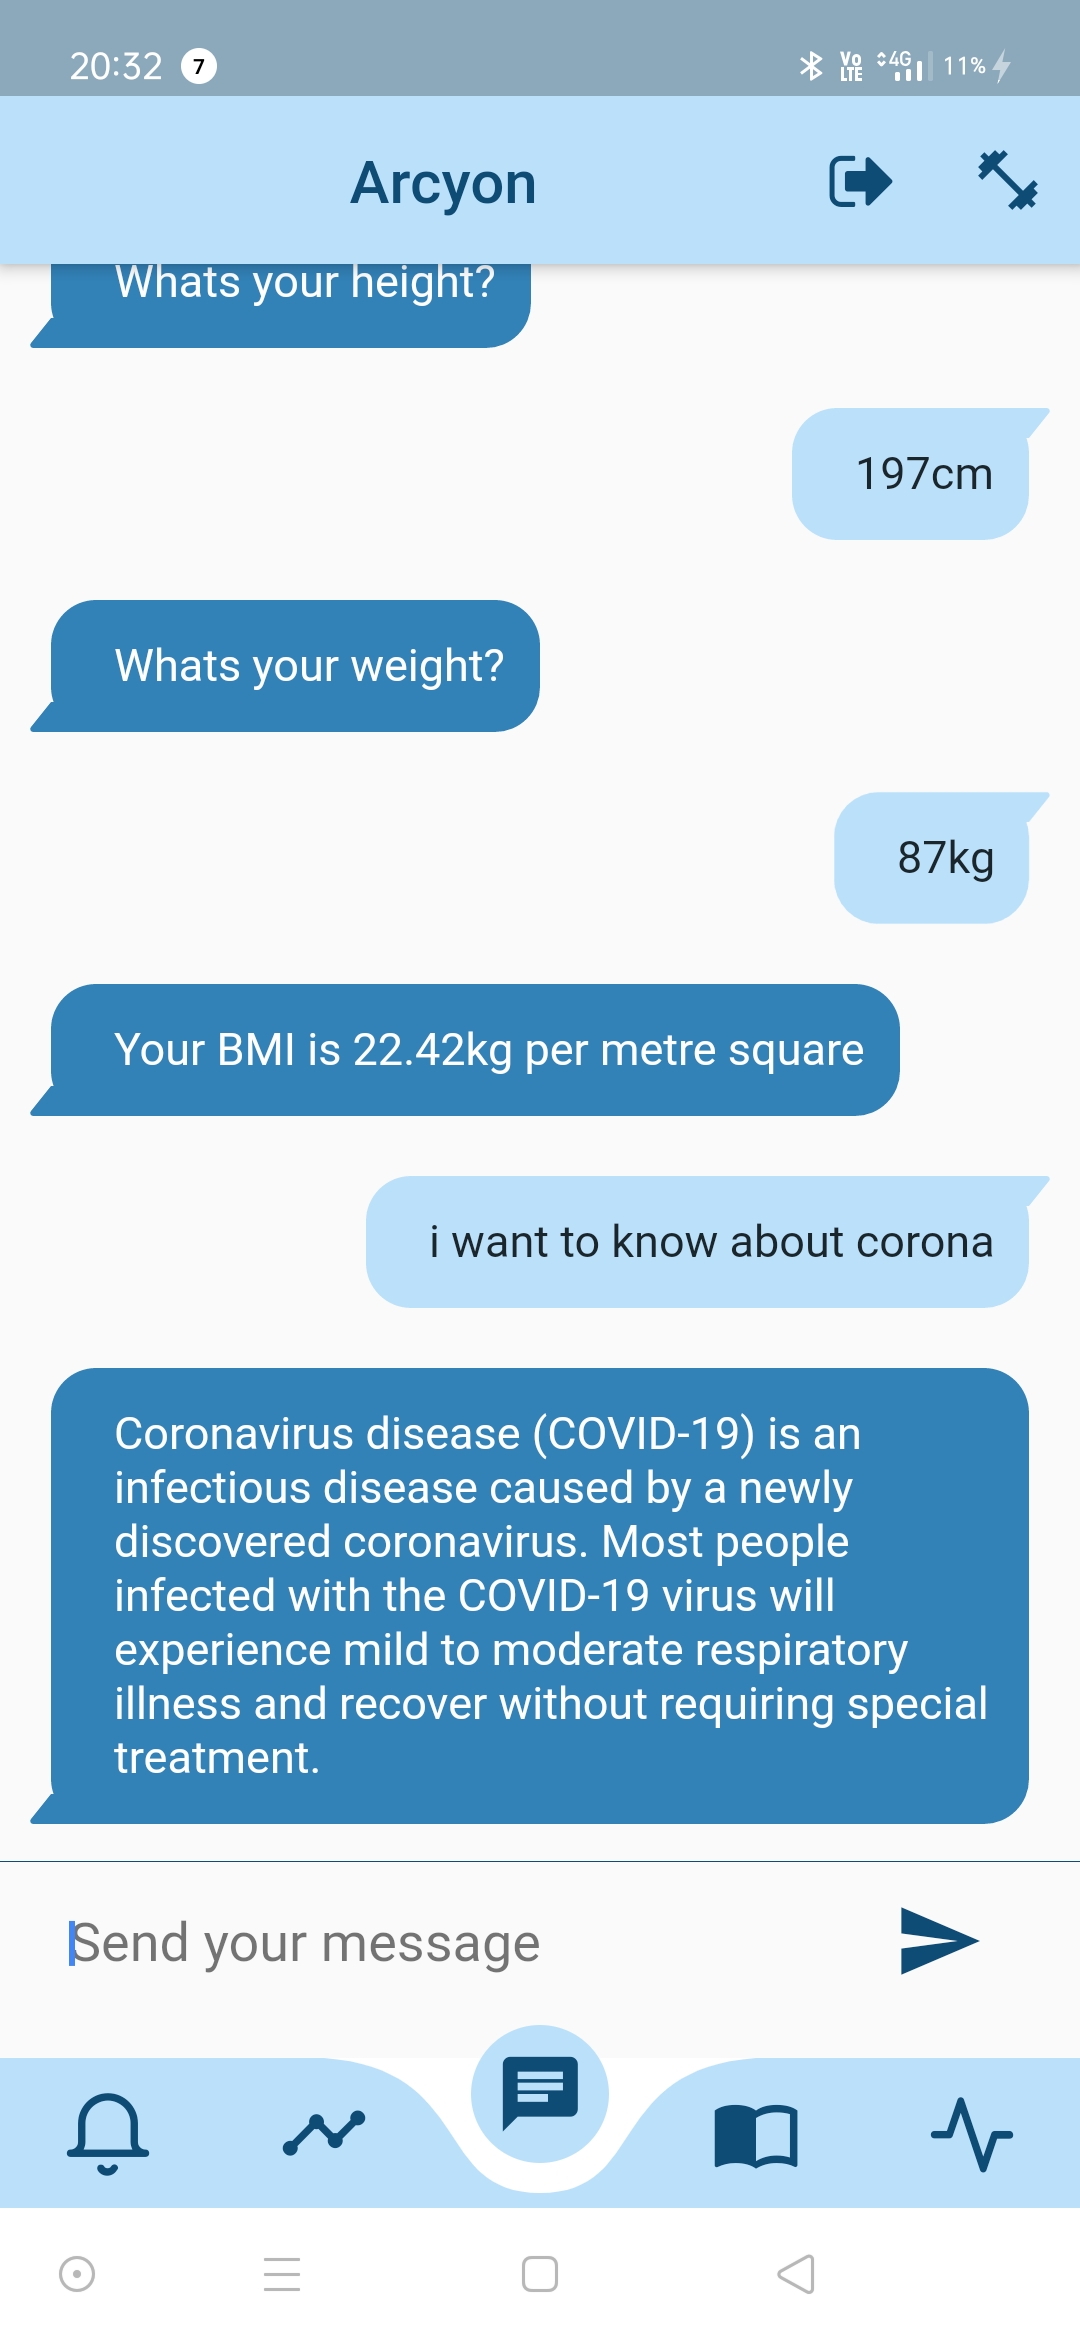 20:32 7 Vo LTE 4G 11%
Arcyon
Whats your height?
197cm
Whats your weight?
87kg
Your BMI is 22.42kg per metre square
i want to know about corona
Coronavirus disease (COVID-19) is an
infectious disease caused by a newly
discovered coronavirus. Most people
infected with the COVID-19 virus will
experience mild to moderate respiratory
illness and recover without requiring special
treatment.
Send your message